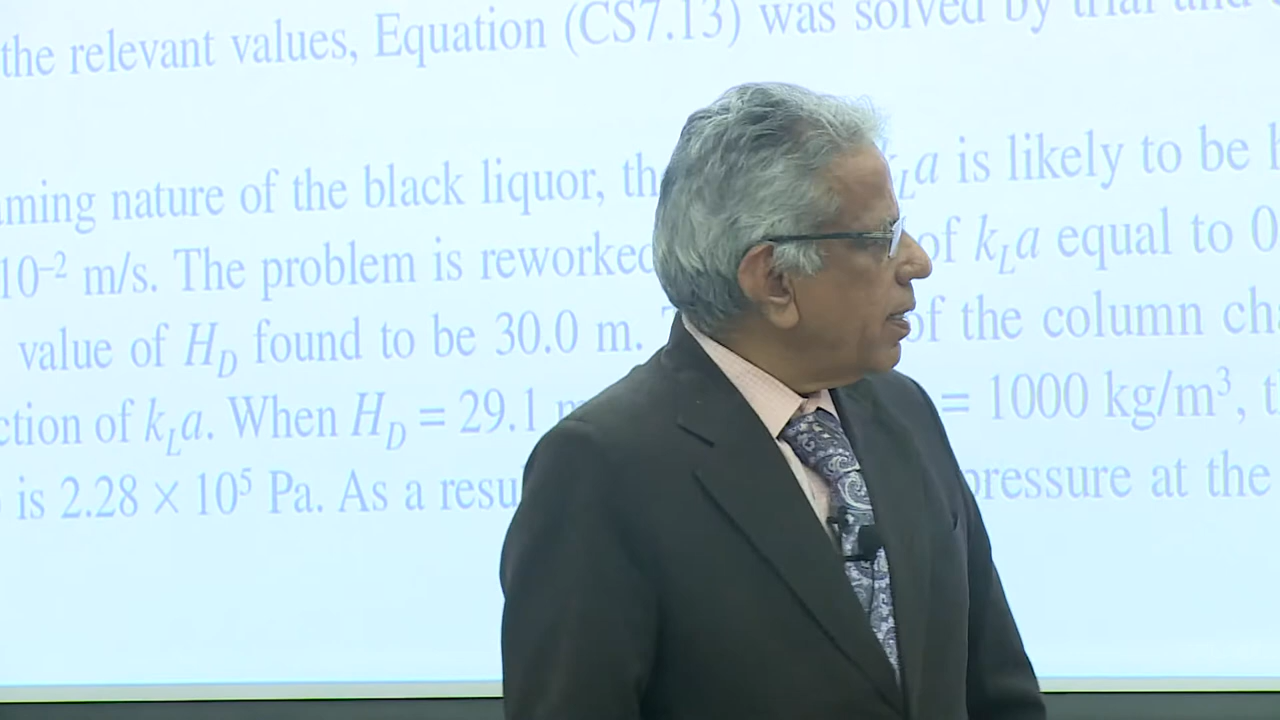 the relevant values, Equation (CS7.13) was solved by trial and
aming nature of the black liquor, th k_La is likely to be h
10⁻² m/s. The problem is reworked of k_La equal to 0
value of H_D found to be 30.0 m. of the column cha
ction of k_La. When H_D = 29.1 m = 1000 kg/m³, t
is 2.28 × 10⁵ Pa. As a resu pressure at the